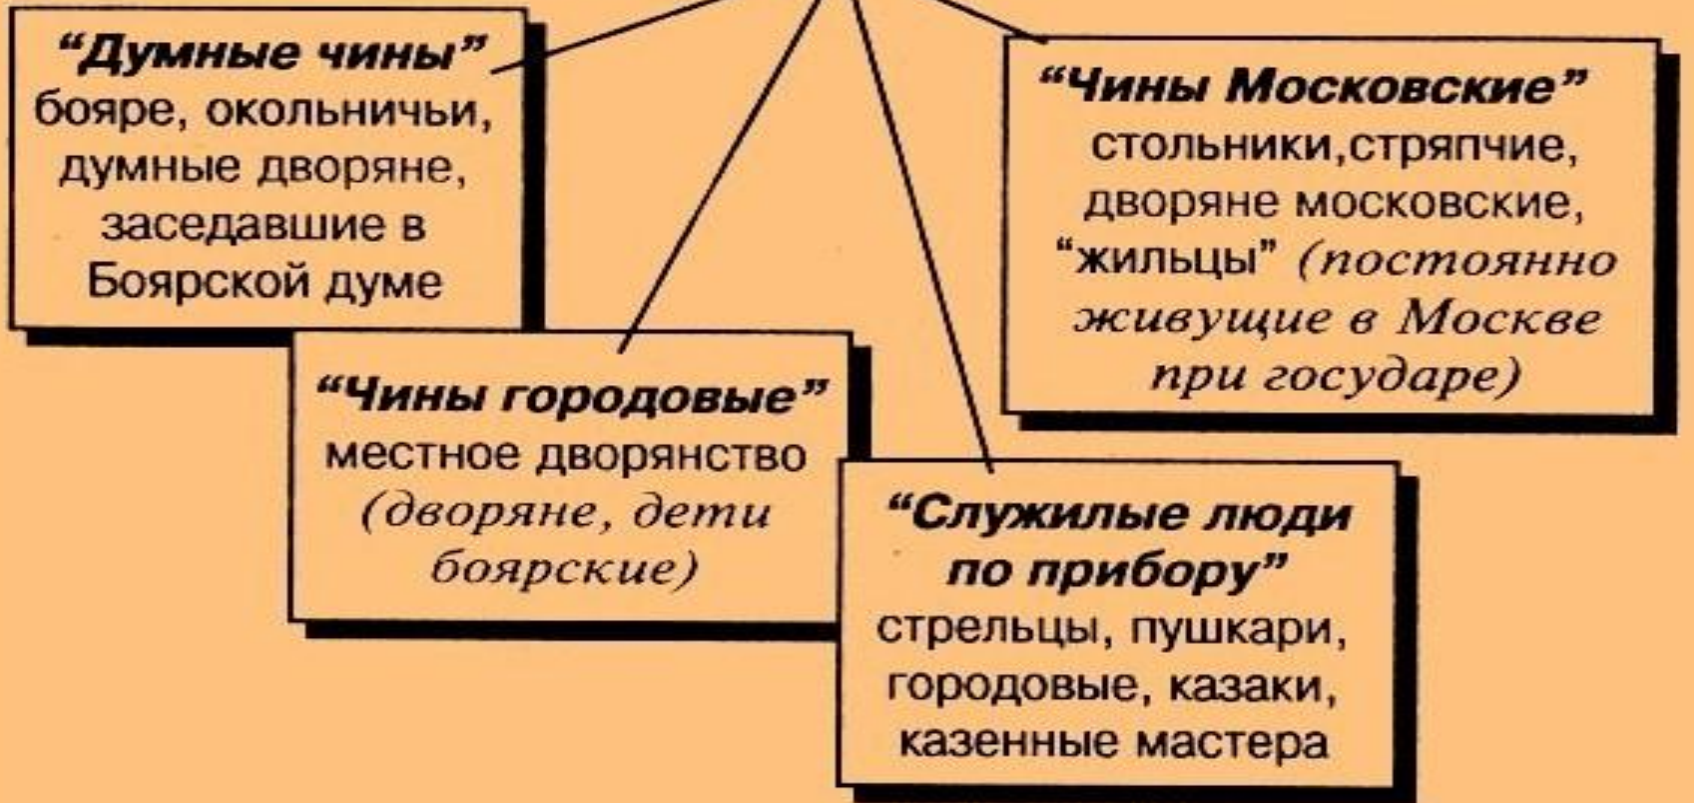 “Думные чины”
бояре, окольничьи,
думные дворяне,
заседавшие в
Боярской думе
“Чины Московские”
стольники,стряпчие,
дворяне московские,
“жильцы” (постоянно
живущие в Москве
при государе)
“Чины городовые”
местное дворянство
(дворяне, дети
боярские)
“Служилые люди
по прибору”
стрельцы, пушкари,
городовые, казаки,
казенные мастера